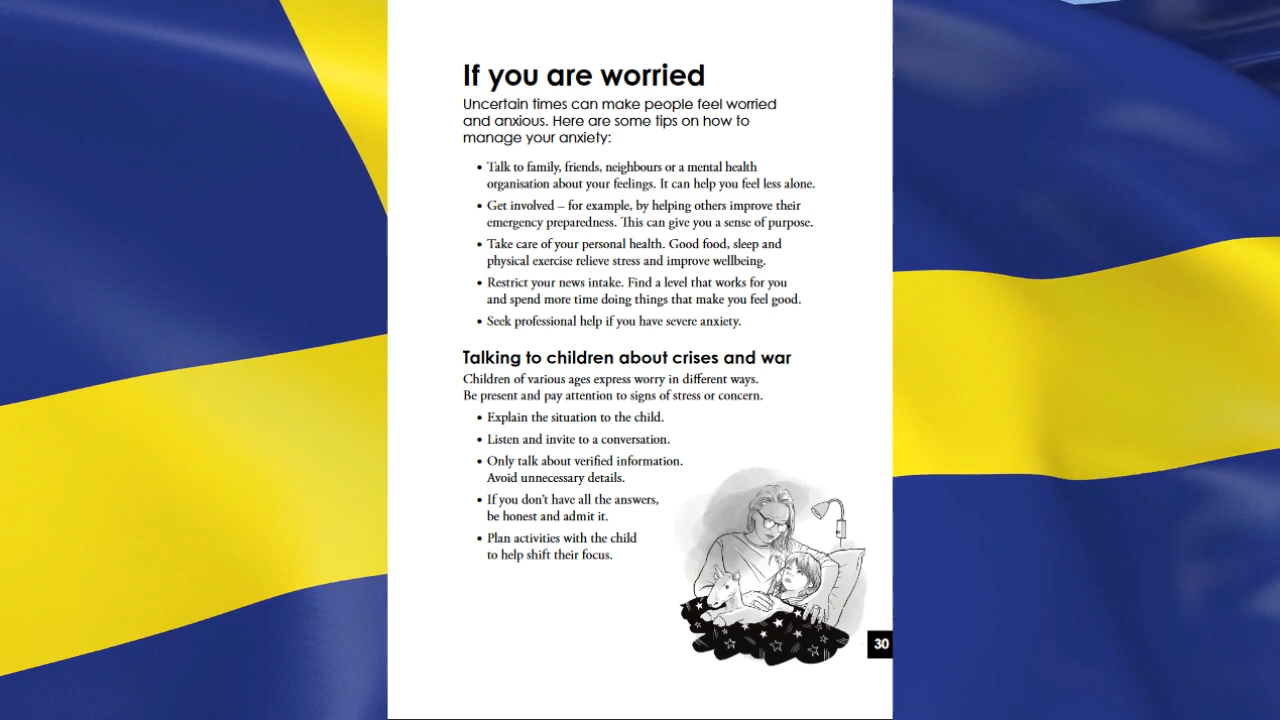 If you are worried
Uncertain times can make people feel worried
and anxious. Here are some tips on how to
manage your anxiety:
• Talk to family, friends, neighbours or a mental health
organisation about your feelings. It can help you feel less alone.
• Get involved – for example, by helping others improve their
emergency preparedness. This can give you a sense of purpose.
• Take care of your personal health. Good food, sleep and
physical exercise relieve stress and improve wellbeing.
• Restrict your news intake. Find a level that works for you
and spend more time doing things that make you feel good.
• Seek professional help if you have severe anxiety.
Talking to children about crises and war
Children of various ages express worry in different ways.
Be present and pay attention to signs of stress or concern.
• Explain the situation to the child.
• Listen and invite to a conversation.
• Only talk about verified information.
Avoid unnecessary details.
• If you don’t have all the answers,
be honest and admit it.
• Plan activities with the child
to help shift their focus.
30